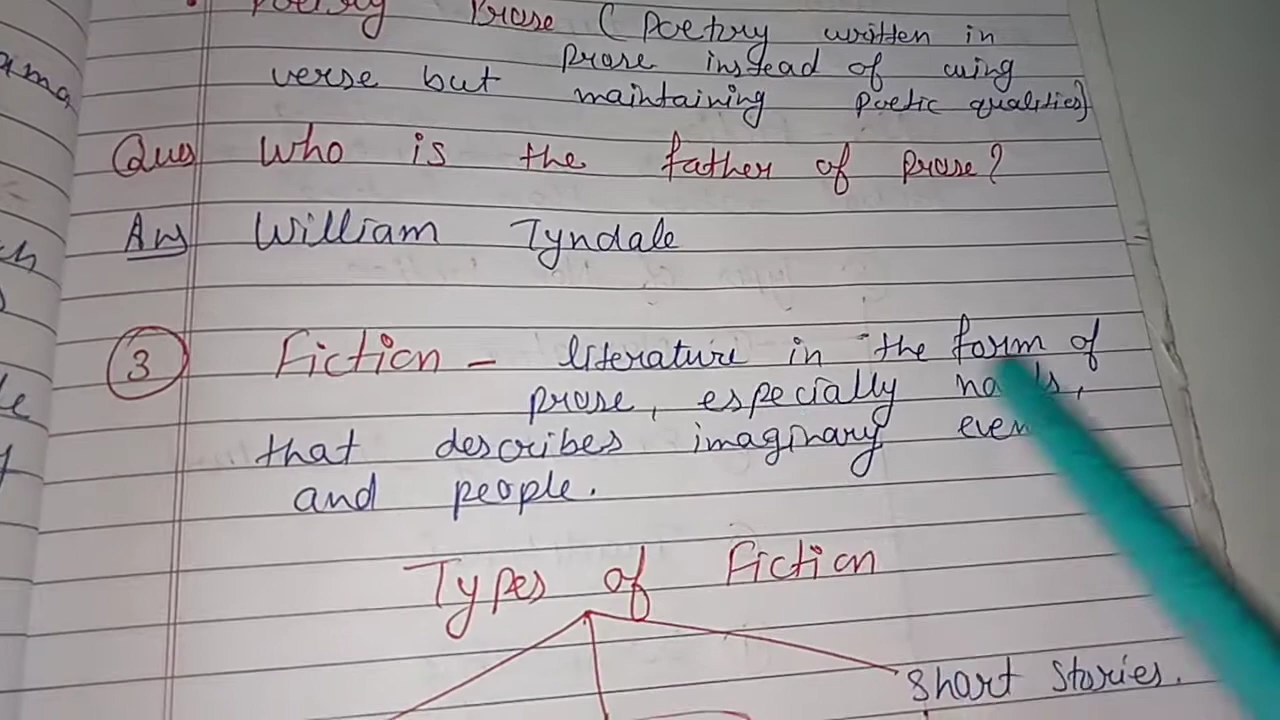 Poetry Prose (Poetry written in
prose instead of using
verse but maintaining poetic qualities)
Ques Who is the father of prose?
Ans William Tyndale
3 Fiction - literature in the form of
prose, especially
that describes imaginary
and people.
Types of Fiction
Short Stories.